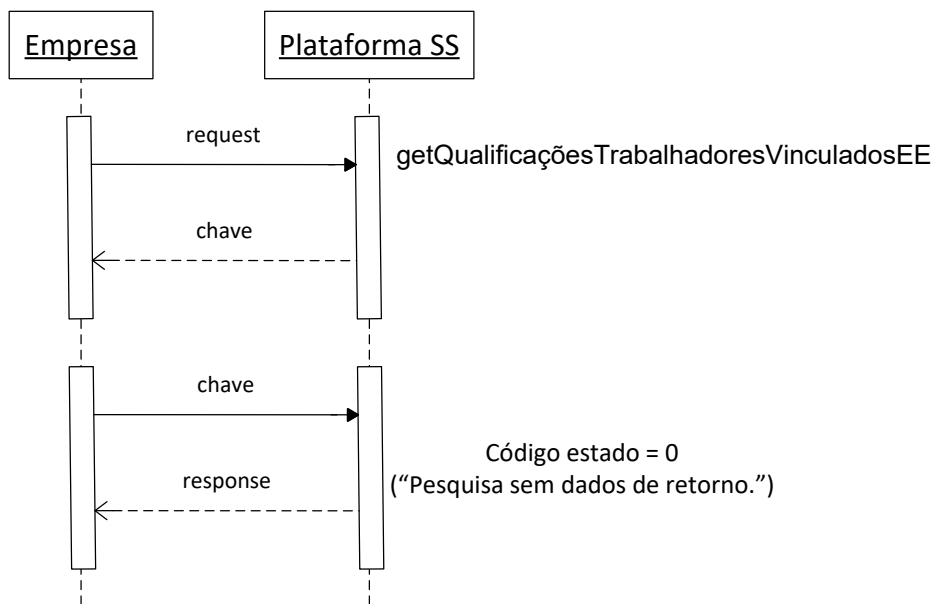 Empresa
Plataforma SS
request
getQualificaçõesTrabalhadoresVinculadosEE
chave
chave
Código estado = 0
response
(“Pesquisa sem dados de retorno.”)